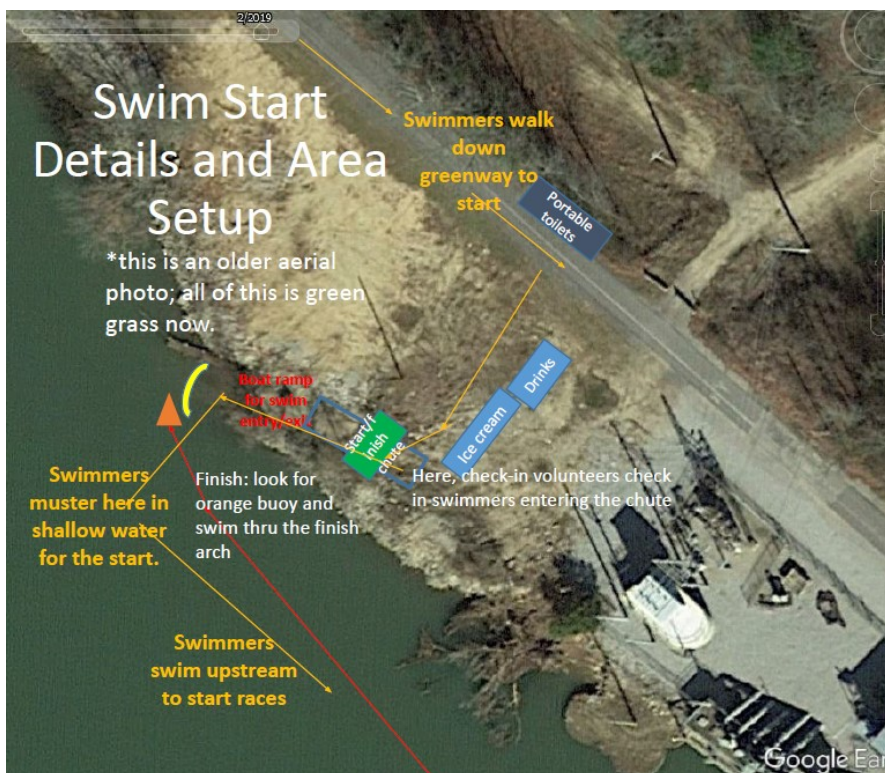 2/2019
Swim Start
Details and Area
Setup
*this is an older aerial
photo; all of this is green
grass now.
Swimmers walk
down
greenway to
start
Portable
toilets
Boat ramp
for swim
entry/exi
Start/f
inish
chute
Drinks
Ice cream
Here, check-in volunteers check
in swimmers entering the chute
Finish: look for
orange buoy and
swim thru the finish
arch
Swimmers
muster here in
shallow water
for the start.
Swimmers
swim upstream
to start races
Google Ear